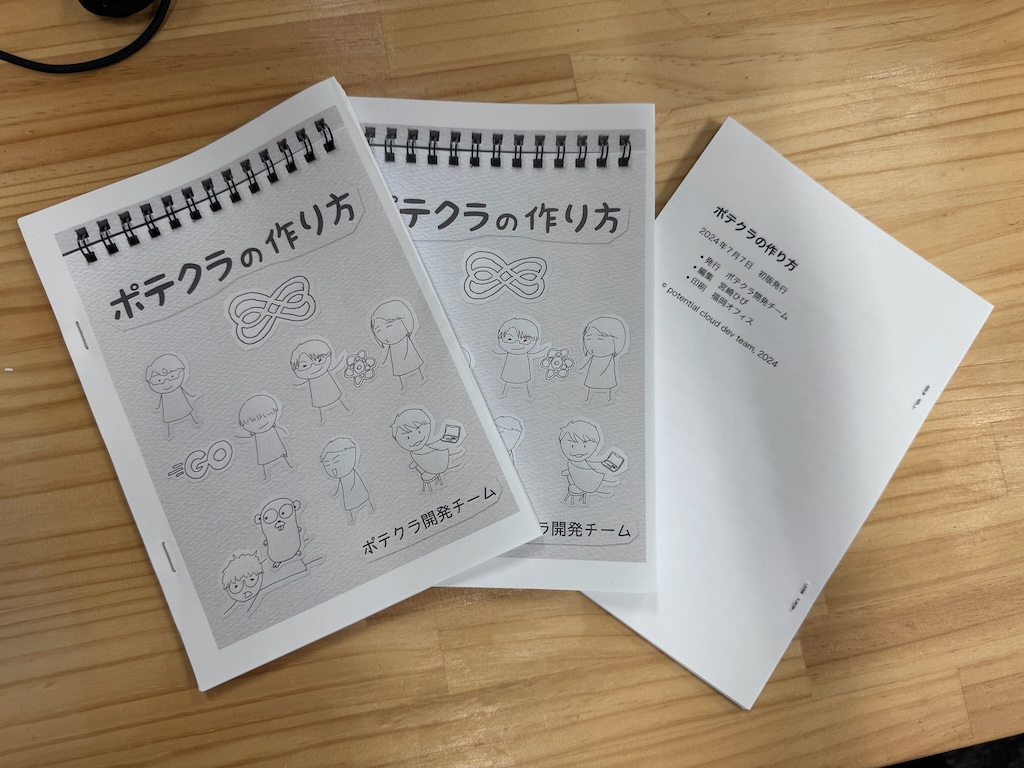 ポテクラの作り方
GO
ポテクラ開発チーム
ポテクラの作り方
ラ開発チーム
ポテクラの作り方
2024年7月7日 初版発行
• 発行 ポテクラ開発チーム
• 編集 宮崎ひび
• 印刷 福岡オフィス
© potential cloud dev team, 2024